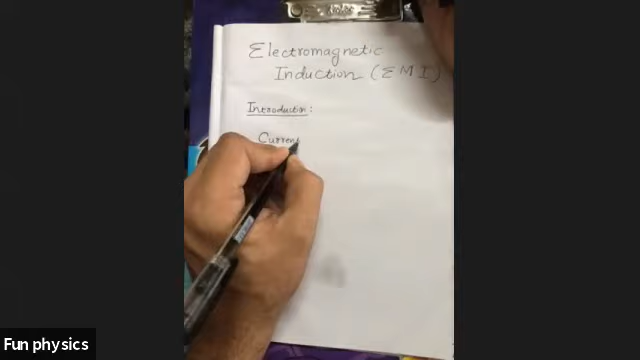 Electromagnetic
Induction (EMI)
Introduction:
Current
Fun physics